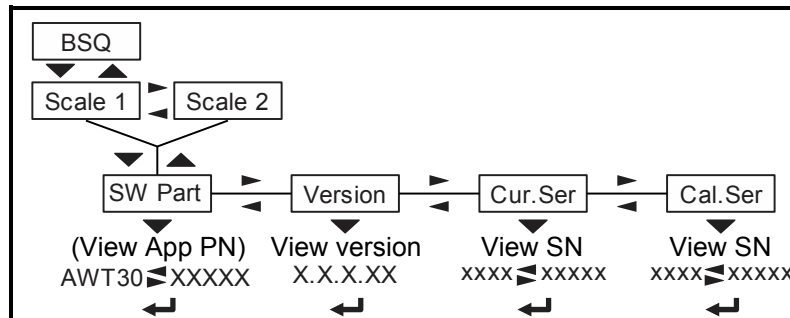 BSQ
Scale 1 Scale 2
SW Part Version Cur.Ser Cal.Ser
(View App PN) View version View SN View SN
AWT30 XXXXX X.X.X.XX xxxx xxxxx xxxx xxxxx